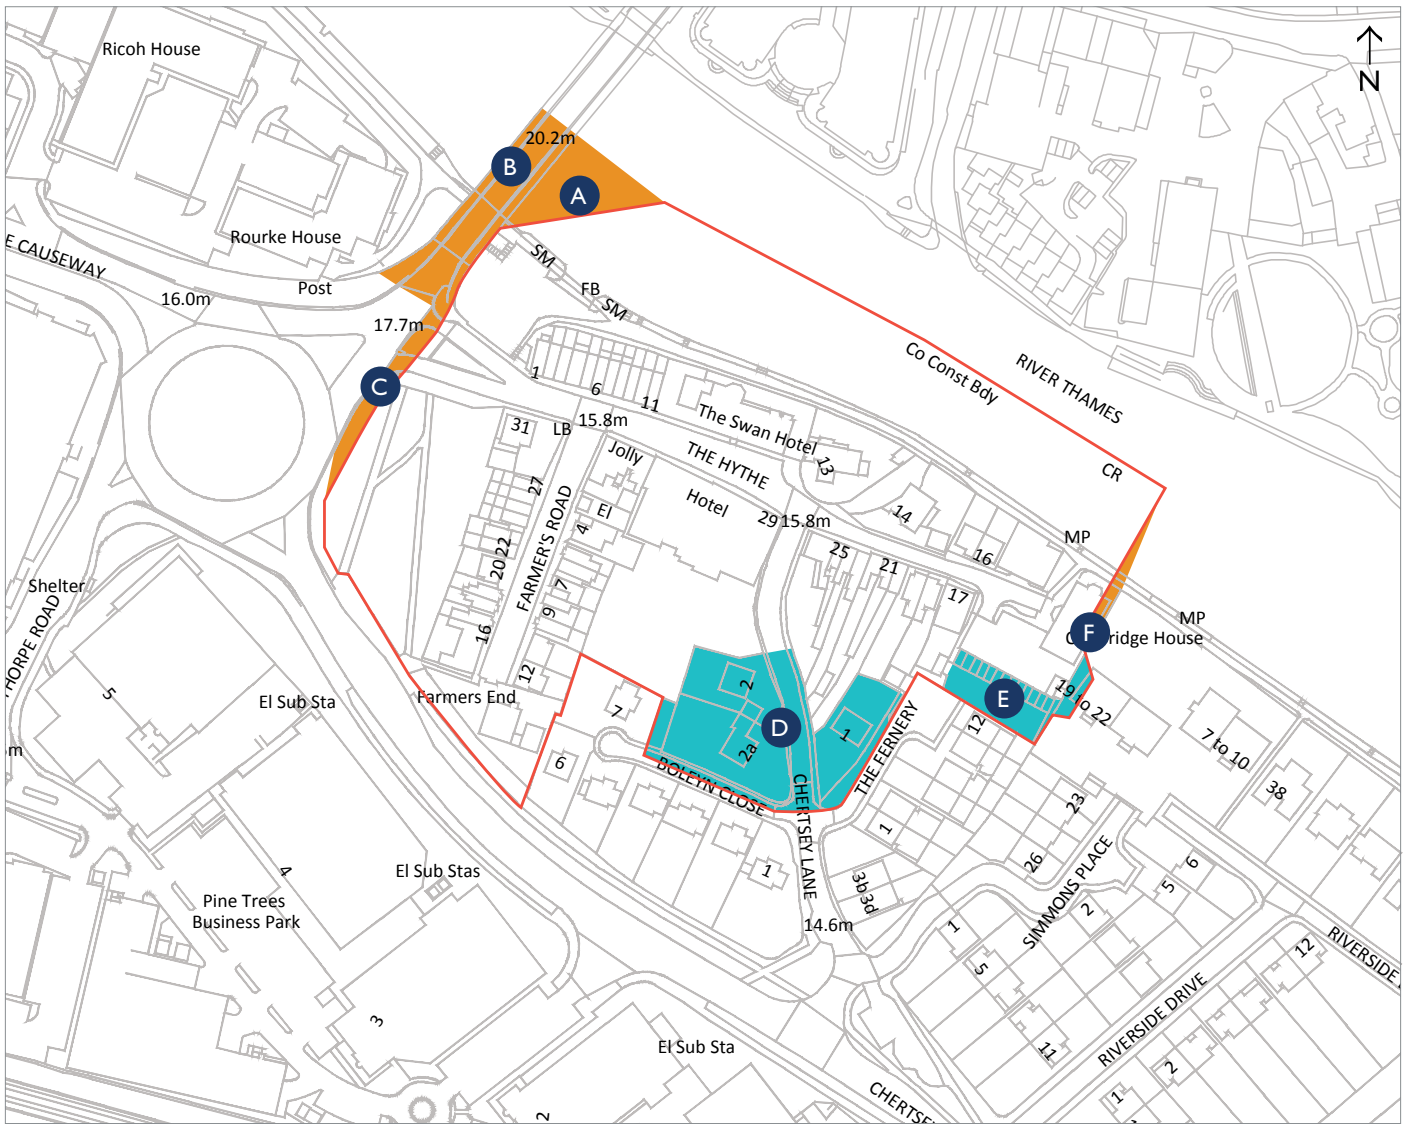 Ricoh House
N
20.2m
B
A
Rourke House
E CAUSEWAY
16.0m
Post
SM
FB
SM
17.7m
C
1
6
11
The Swan Hotel
13
Co Const Bdy
RIVER THAMES
CR
31
LB
15.8m
Jolly
THE HYTHE
Hotel
29
15.8m
14
16
MP
MP
27
El
4
FARMER'S ROAD
22
20
7
9
16
12
25
21
17
F
19 to 22
E
12
Shelter
THORPE ROAD
5
El Sub Sta
Farmers End
7
6
2
2a
D
1
THE FERNERY
BOLEYN CLOSE
CHERTSEY LANE
7 to 10
38
m
1
1
3b
3d
23
26
SIMMONS PLACE
6
5
2
4
El Sub Stas
Pine Trees
Business Park
14.6m
1
5
11
12
RIVERSIDE
RIVERSIDE DRIVE
3
El Sub Sta
2
2
1
CHERTSE